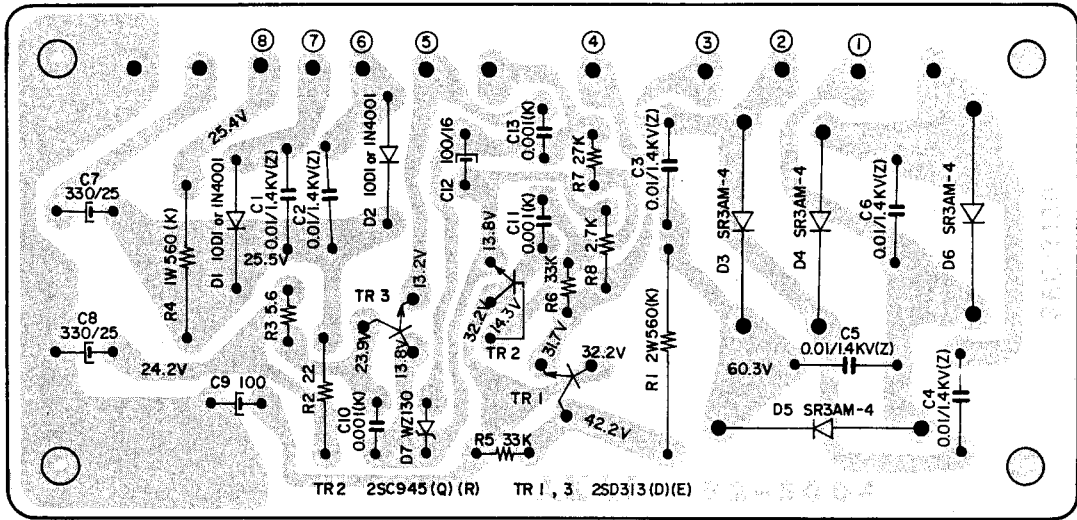 ⑧ ⑦ ⑥ ⑤ ④ ③ ② ①
25.4V
C7
330/25
R4 1W 560 (K)
D1 10D1 or IN4001
C1
0.01/1.4KV(Z)
C2
0.01/1.4KV(Z)
25.5V
D2 10D1 or IN4001
C12 100/16
C13
0.001(K)
R7 27K
C3
0.01/1.4KV(Z)
D3 SR3AM-4
D4 SR3AM-4
C6
0.01/1.4KV(Z)
D6 SR3AM-4
13.8V
C11
0.001(K)
R8 2.7K
R6 33K
13.2V
TR 3
R3 5.6
23.9V
13.8V
32.2V
14.3V
TR 2
31.7V
32.2V
TR 1
42.2V
R1 2W560(K)
C8
330/25
24.2V
C9 100
R2 22
C10
0.001(K)
D7 WZ130
R5 33K
60.3V
C5
0.01/1.4KV(Z)
D5 SR3AM-4
C4
0.01/1.4KV(Z)
TR2 2SC945(Q)(R) TR1,3 2SD313(D)(E)